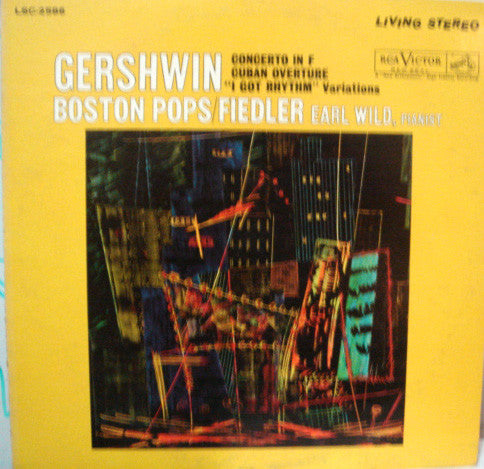 LSC-2586
LIVING STEREO
RCA VICTOR
GERSHWIN
CONCERTO IN F
CUBAN OVERTURE
"I GOT RHYTHM" Variations
BOSTON POPS/FIEDLER EARL WILD, PIANIST